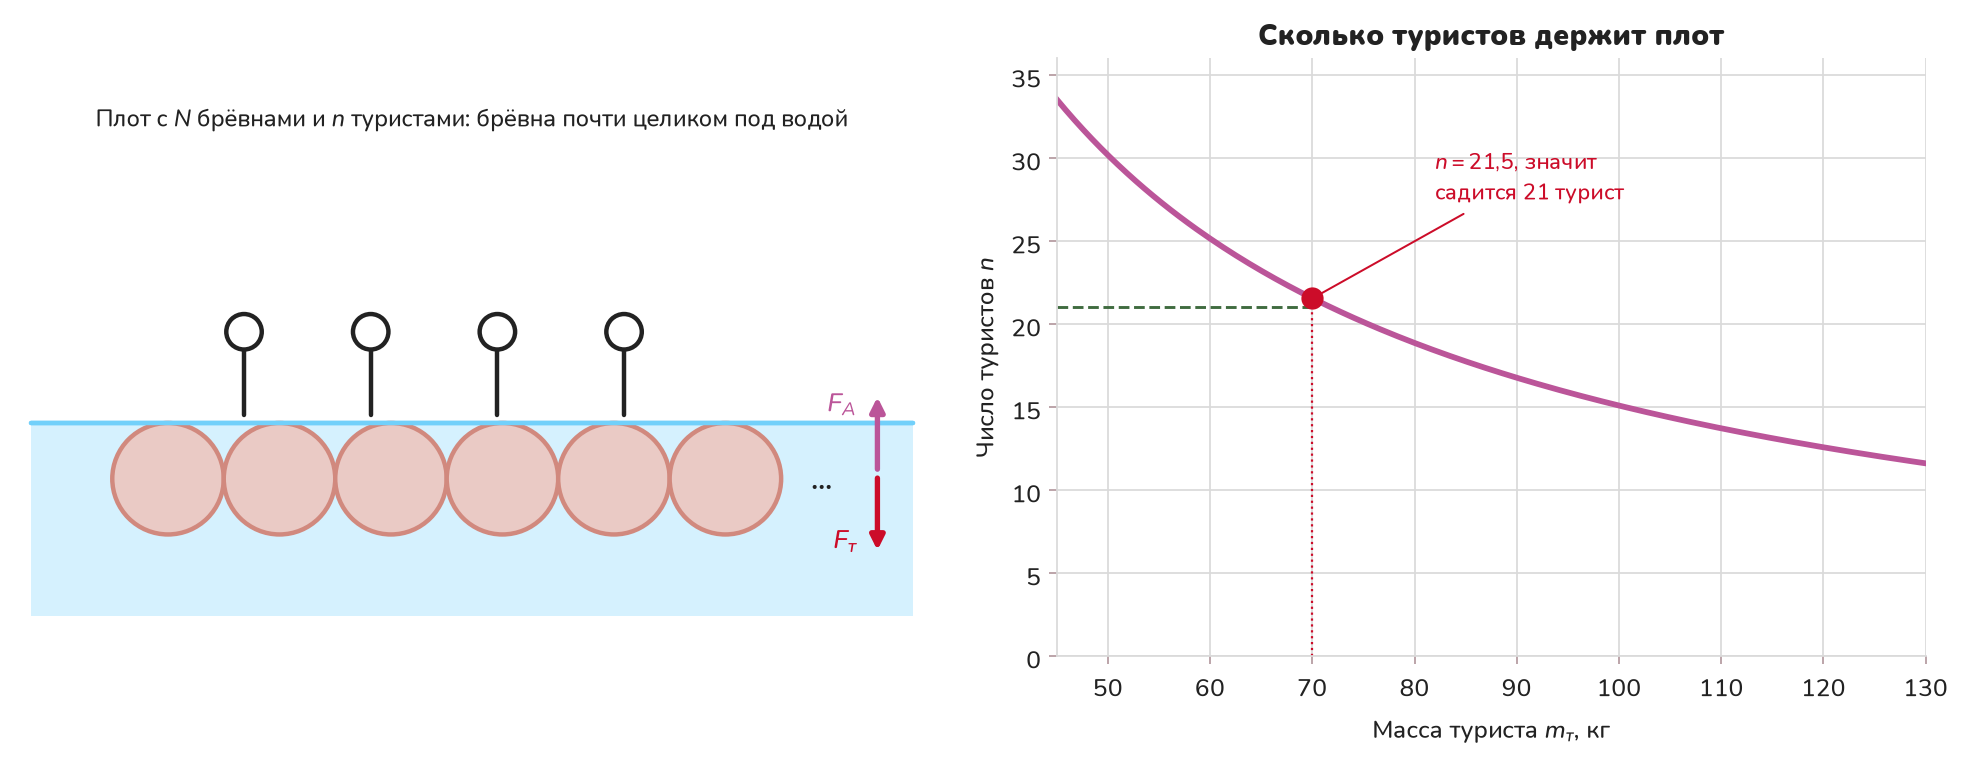 Плот с N брёвнами и n туристами: брёвна почти целиком под водой
F_A
...
F_т
Сколько туристов держит плот
35
30
25
20
15
10
5
0
Число туристов n
n = 21,5, значит
садится 21 турист
50 60 70 80 90 100 110 120 130
Масса туриста m_т, кг